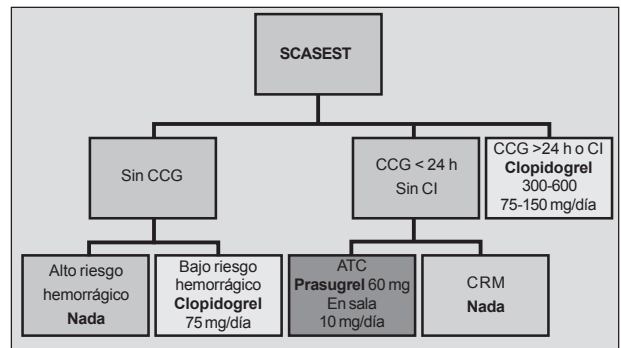 SCASEST
Sin CCG
CCG < 24 h
Sin CI
CCG >24 h o CI
Clopidogrel
300-600
75-150 mg/día
Alto riesgo
hemorrágico
Nada
Bajo riesgo
hemorrágico
Clopidogrel
75 mg/día
ATC
Prasugrel 60 mg
En sala
10 mg/día
CRM
Nada